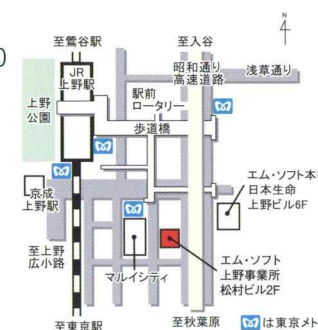 N
至鶯谷駅
至入谷
JR
上野駅
昭和通り
高速道路
浅草通り
上野
公園
駅前
ロータリー
歩道橋
京成
上野駅
エム・ソフト本
日本生命
上野ビル6F
至上野
広小路
マルイシティ
エム・ソフト
上野事業所
松村ビル2F
至東京駅
至秋葉原
は東京メト